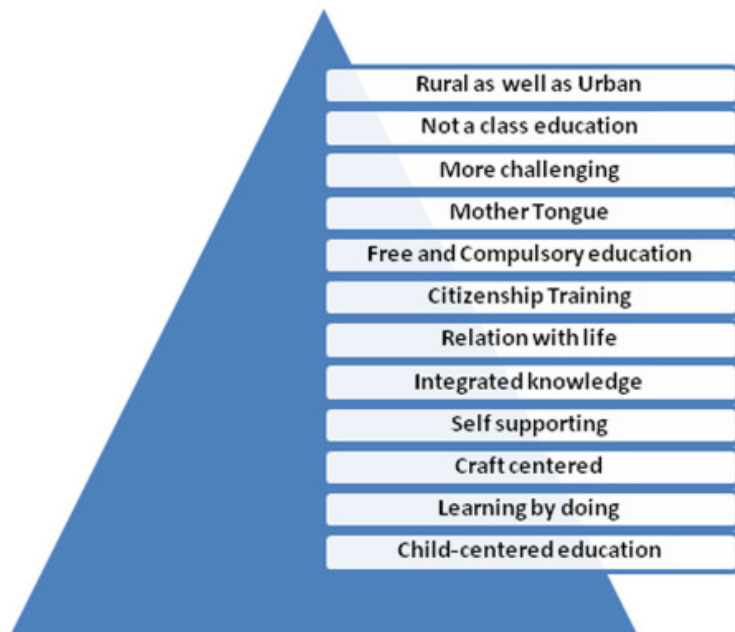 Rural as well as Urban
Not a class education
More challenging
Mother Tongue
Free and Compulsory education
Citizenship Training
Relation with life
Integrated knowledge
Self supporting
Craft centered
Learning by doing
Child-centered education